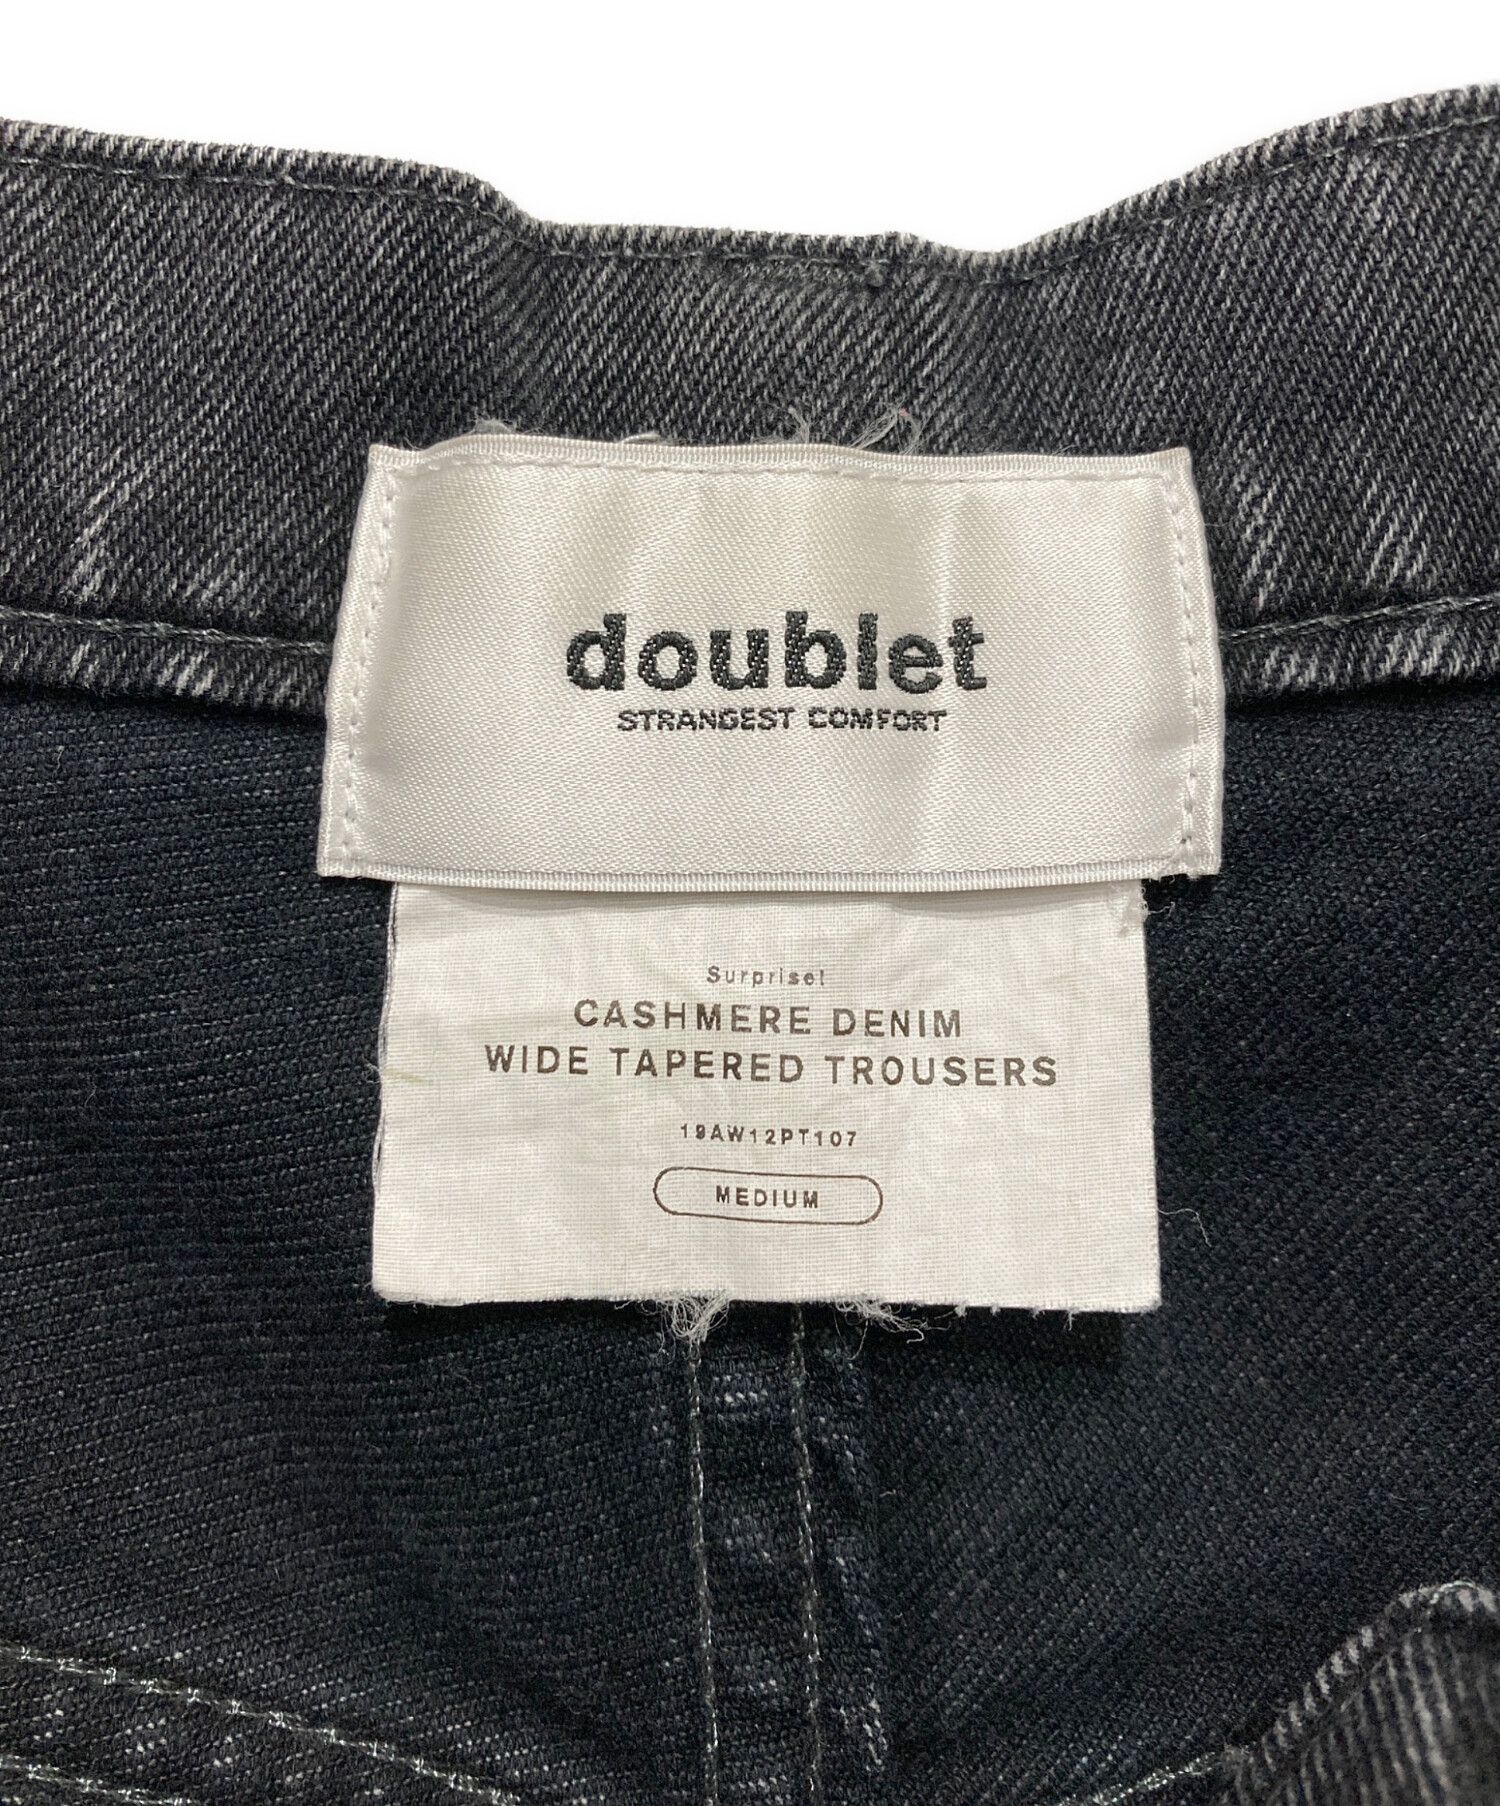 doublet
STRANGEST COMFORT
Surprise!
CASHMERE DENIM
WIDE TAPERED TROUSERS
19AW12PT107
MEDIUM